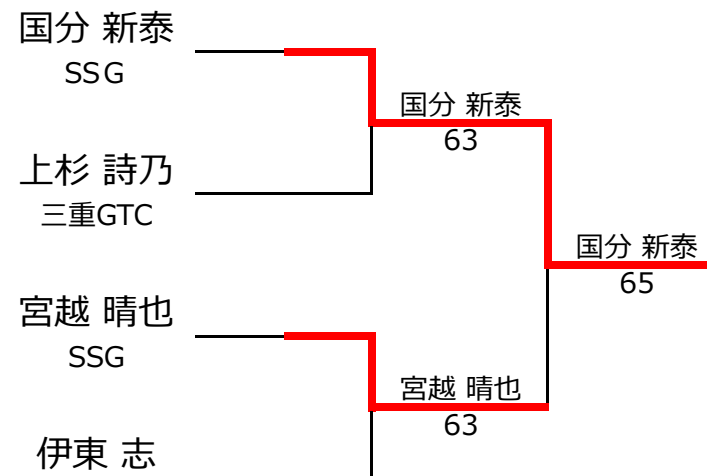 国分 新泰
SSG
国分 新泰
63
上杉 詩乃
三重GTC
国分 新泰
65
宮越 晴也
SSG
宮越 晴也
63
伊東 志